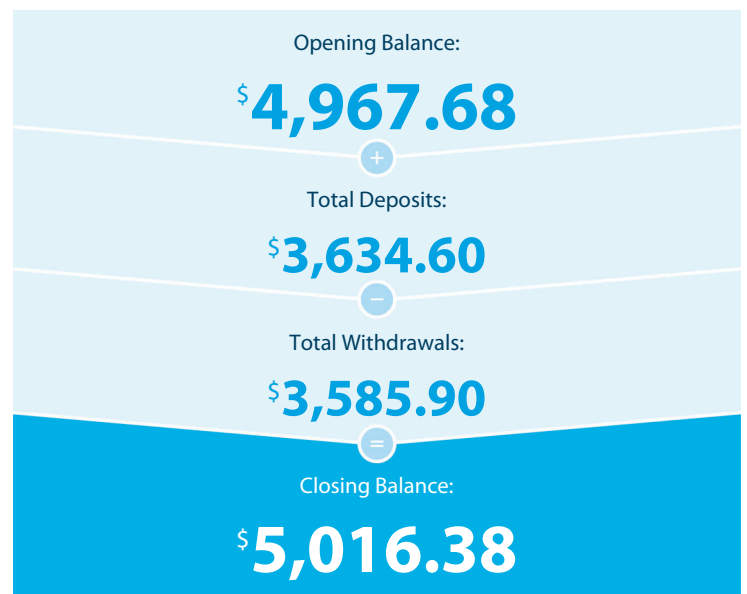 Opening Balance:
$4,967.68
+
Total Deposits:
$3,634.60
−
Total Withdrawals:
$3,585.90
=
Closing Balance:
$5,016.38